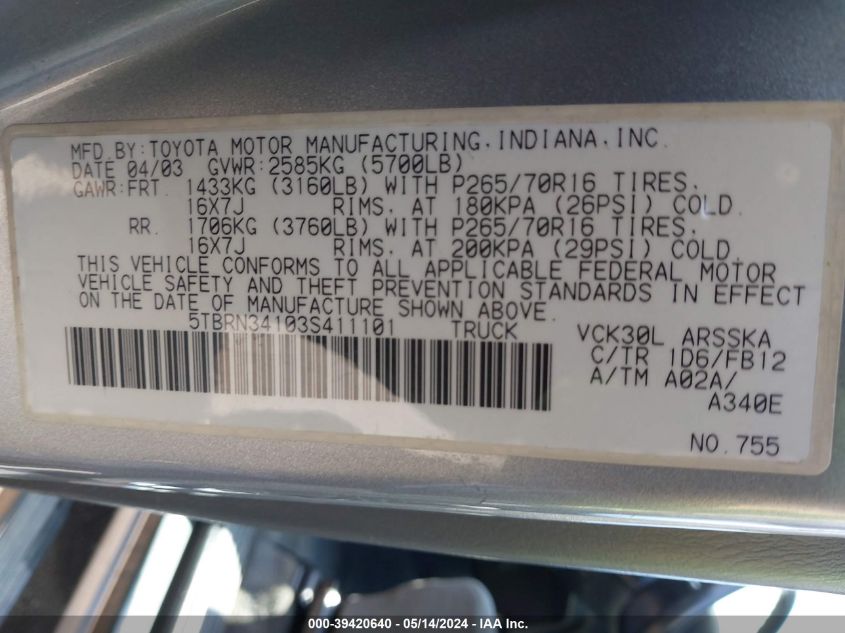 MFD.BY:TOYOTA MOTOR MANUFACTURING.INDIANA.INC.
DATE 04/03 GVWR:2585KG (5700LB)
GAWR:FRT. 1433KG (3160LB) WITH P265/70R16 TIRES.
16X7J RIMS. AT 180KPA (26PSI) COLD.
RR. 1706KG (3760LB) WITH P265/70R16 TIRES.
16X7J RIMS. AT 200KPA (29PSI) COLD.
THIS VEHICLE CONFORMS TO ALL APPLICABLE FEDERAL MOTOR
VEHICLE SAFETY AND THEFT PREVENTION STANDARDS IN EFFECT
ON THE DATE OF MANUFACTURE SHOWN ABOVE.
5TBRN34103S411101 TRUCK VCK30L ARSSKA
C/TR 1D6/FB12
A/TM A02A/
A340E
NO.755
000-39420640 - 05/14/2024 - IAA Inc.